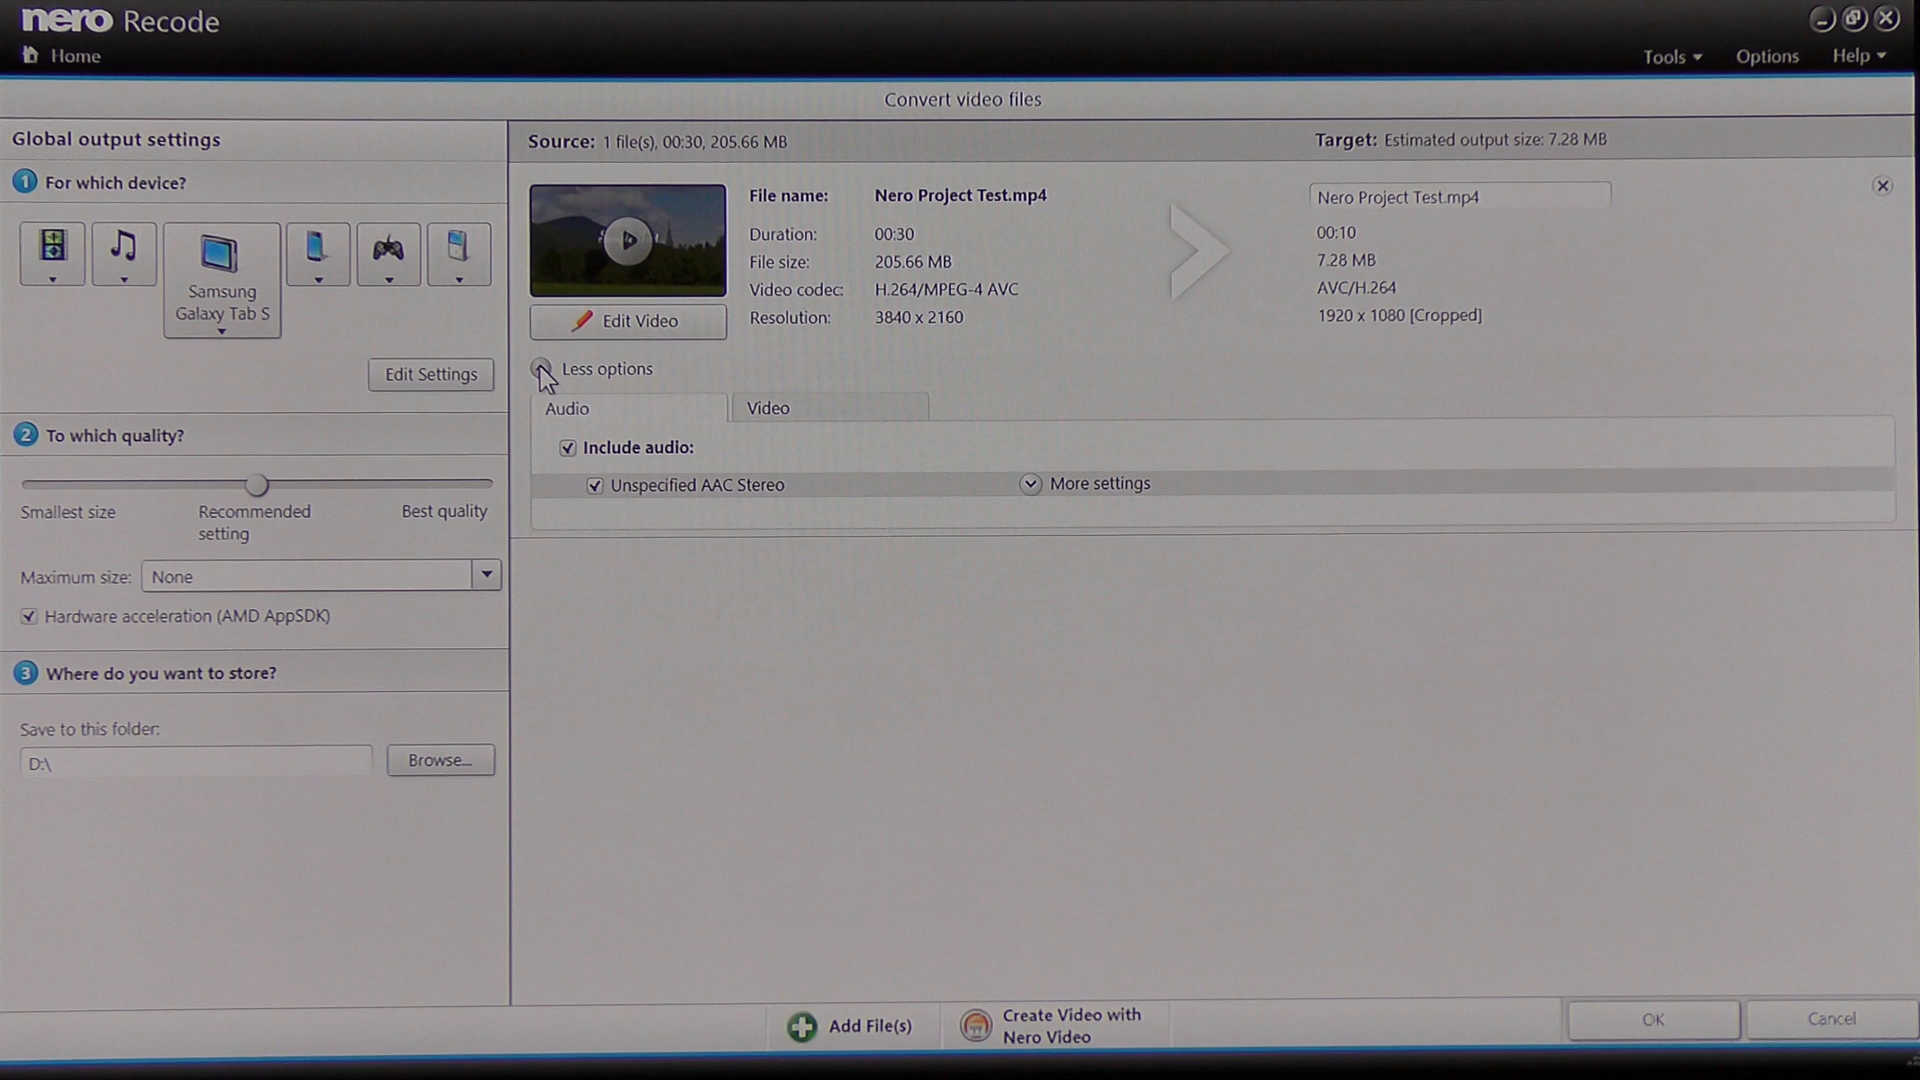 nero Recode
Home
Tools
Options
Help
Convert video files
Global output settings
1 For which device?
Samsung
Galaxy Tab S
Edit Settings
2 To which quality?
Smallest size
Recommended
setting
Best quality
Maximum size: None
Hardware acceleration (AMD AppSDK)
3 Where do you want to store?
Save to this folder:
D:\
Browse...
Source: 1 file(s), 00:30, 205.66 MB
Target: Estimated output size: 7.28 MB
File name: Nero Project Test.mp4
Nero Project Test.mp4
Duration: 00:30
00:10
File size: 205.66 MB
7.28 MB
Video codec: H.264/MPEG-4 AVC
AVC/H.264
Resolution: 3840 x 2160
1920 x 1080 [Cropped]
Edit Video
Less options
Audio
Video
Include audio:
Unspecified AAC Stereo
More settings
Add File(s)
Create Video with
Nero Video
OK
Cancel